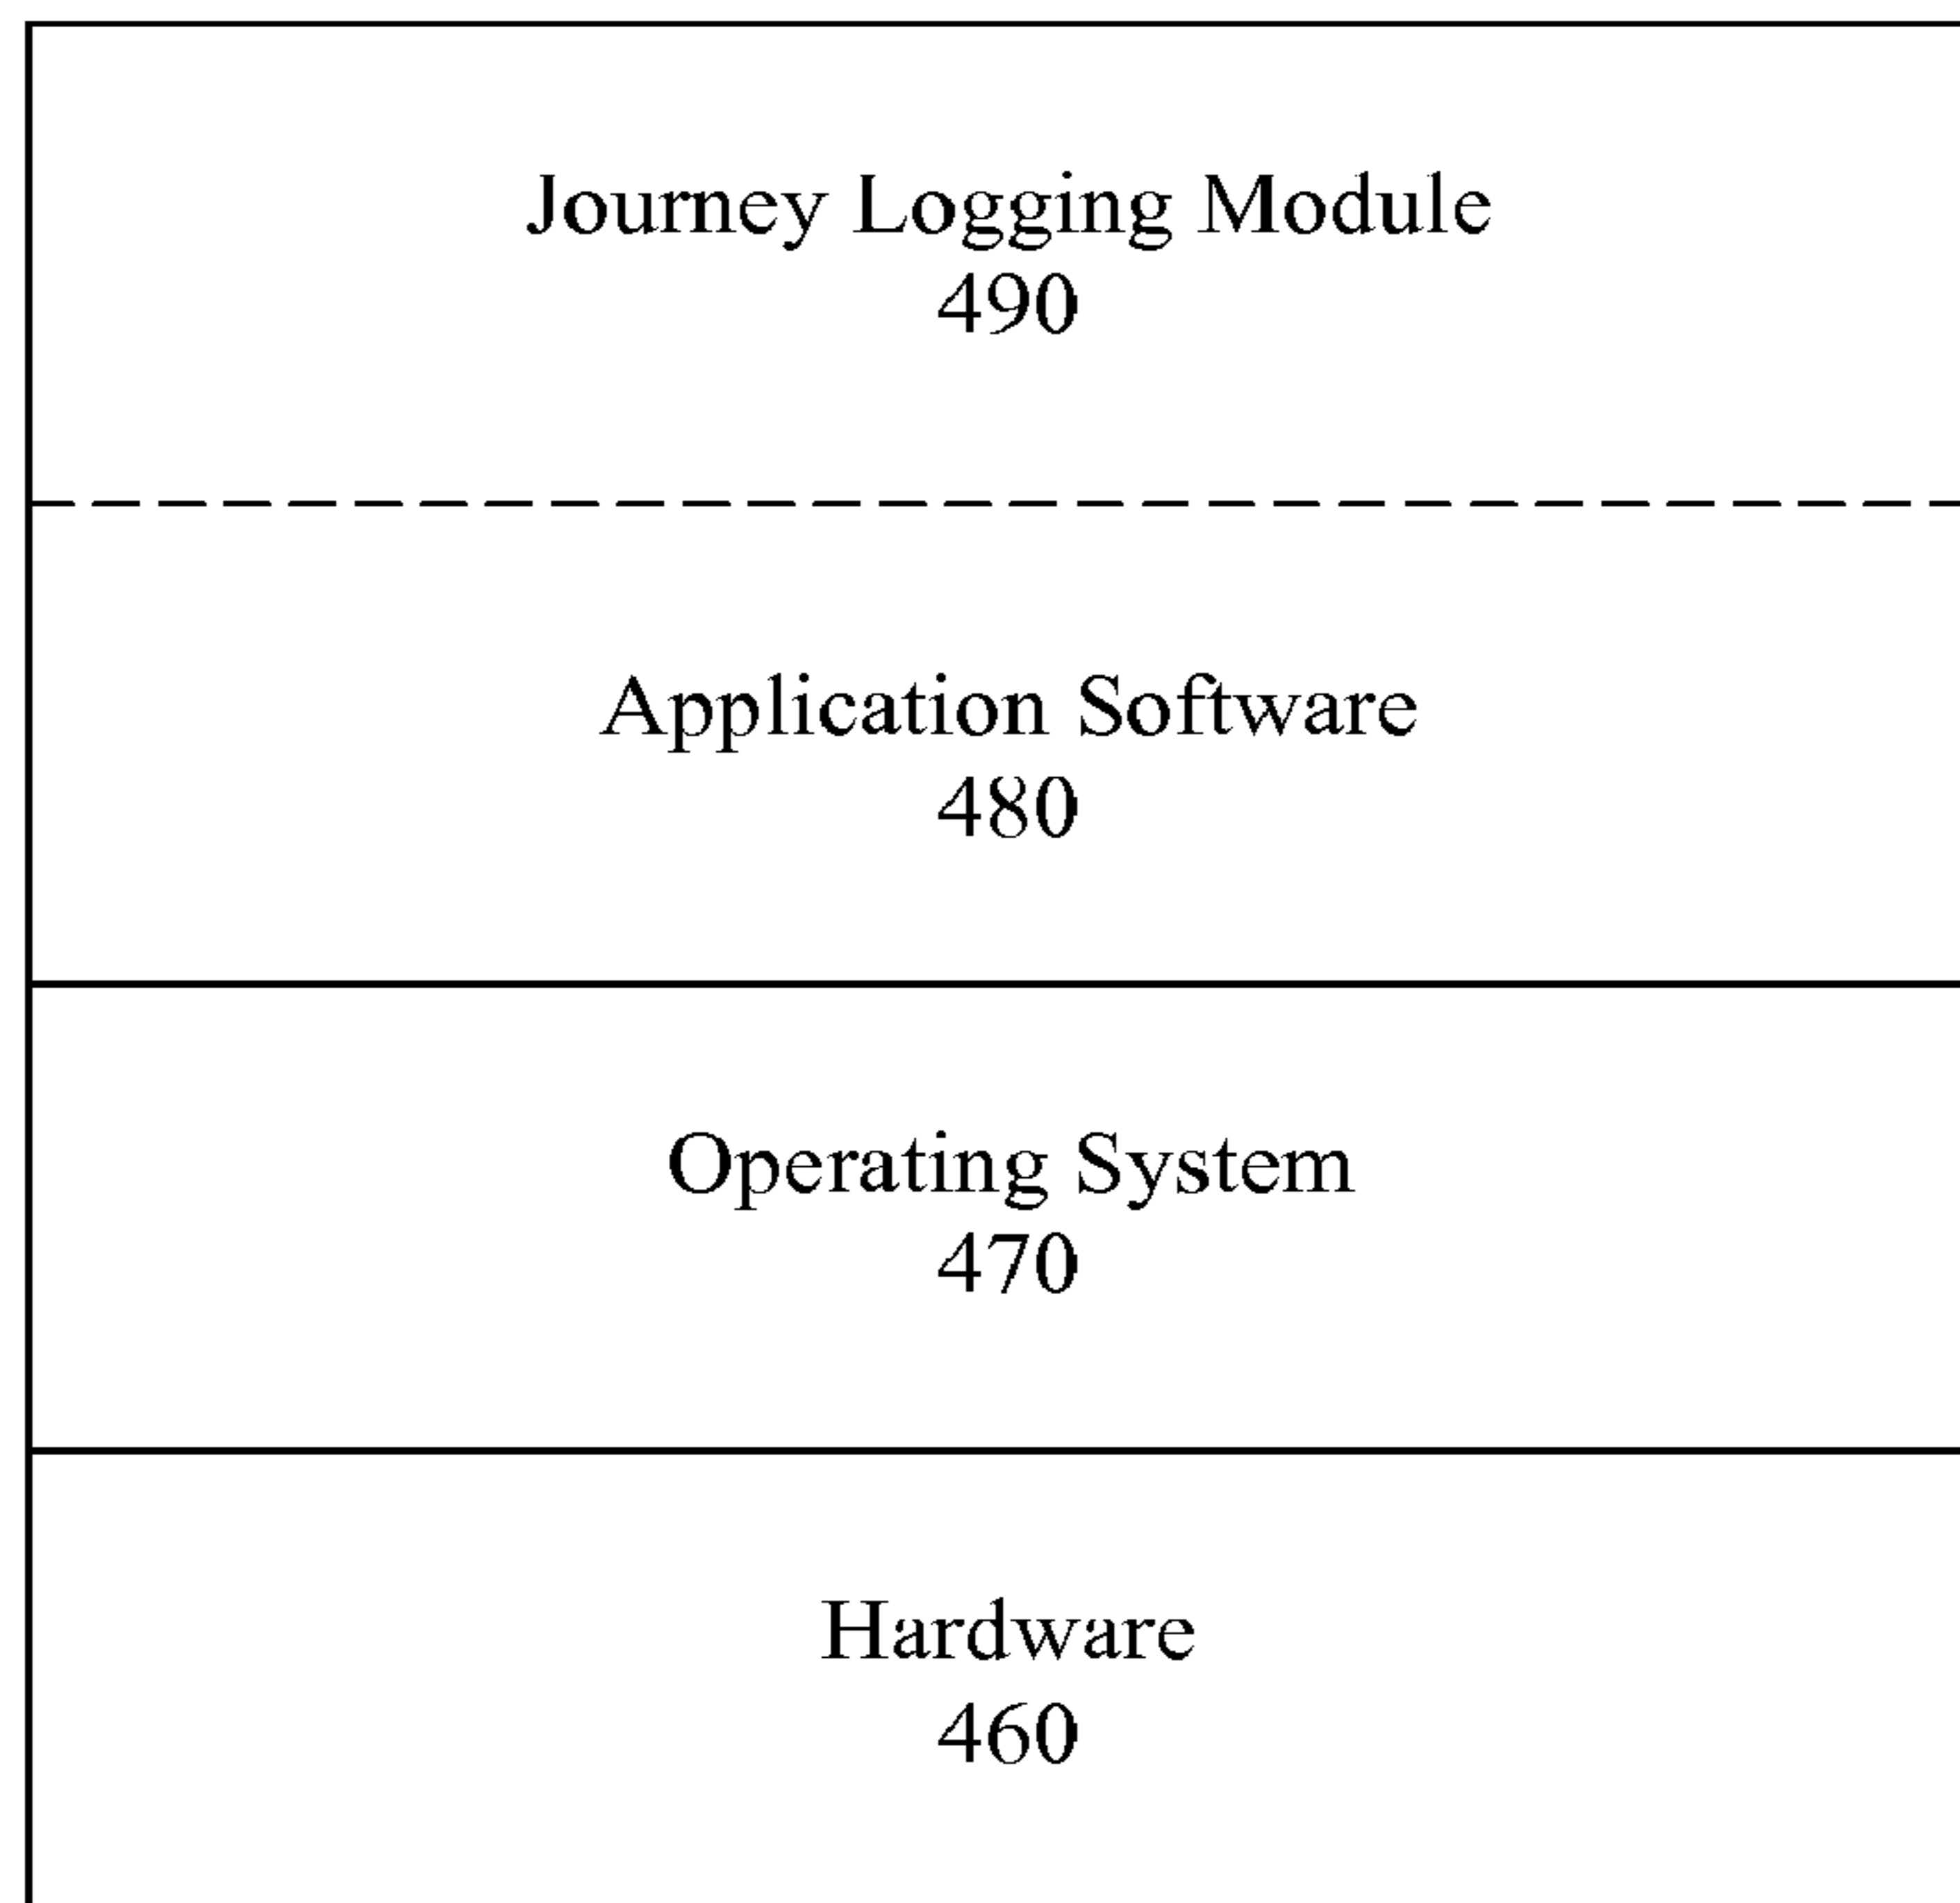 Journey Logging Module
490
Application Software
480
Operating System
470
Hardware
460